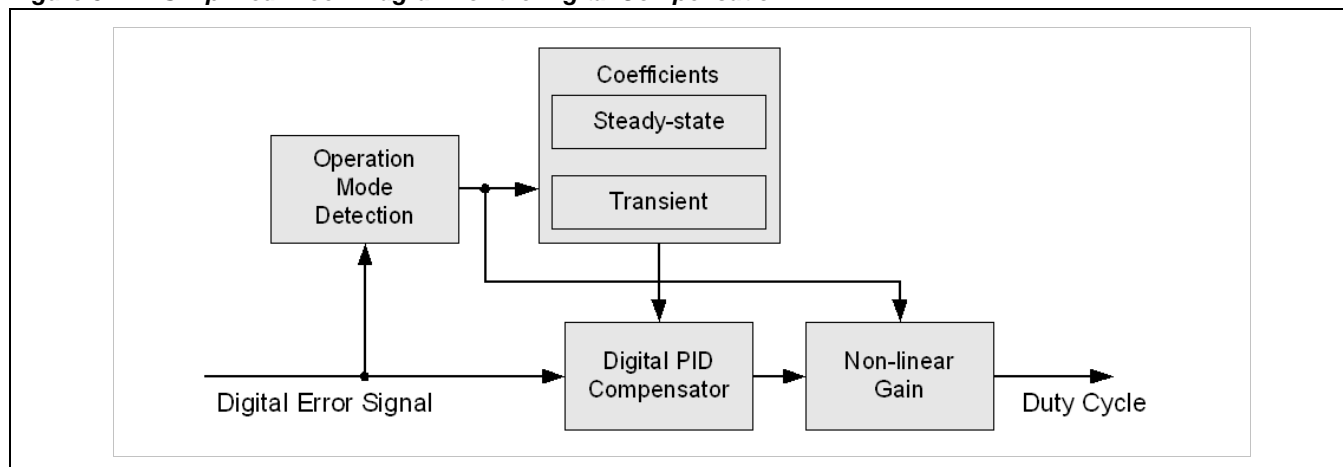 Coefficients
Steady-state
Transient
Operation
Mode
Detection
Digital PID
Compensator
Non-linear
Gain
Digital Error Signal
Duty Cycle